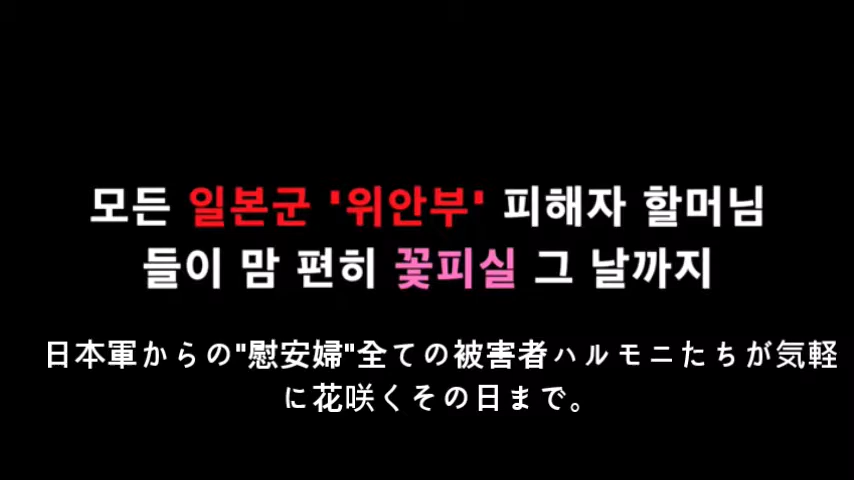 모든 일본군 '위안부' 피해자 할머님
들이 맘 편히 꽃피실 그 날까지
日本軍からの"慰安婦"全ての被害者ハルモニたちが気軽
に花咲くその日まで。